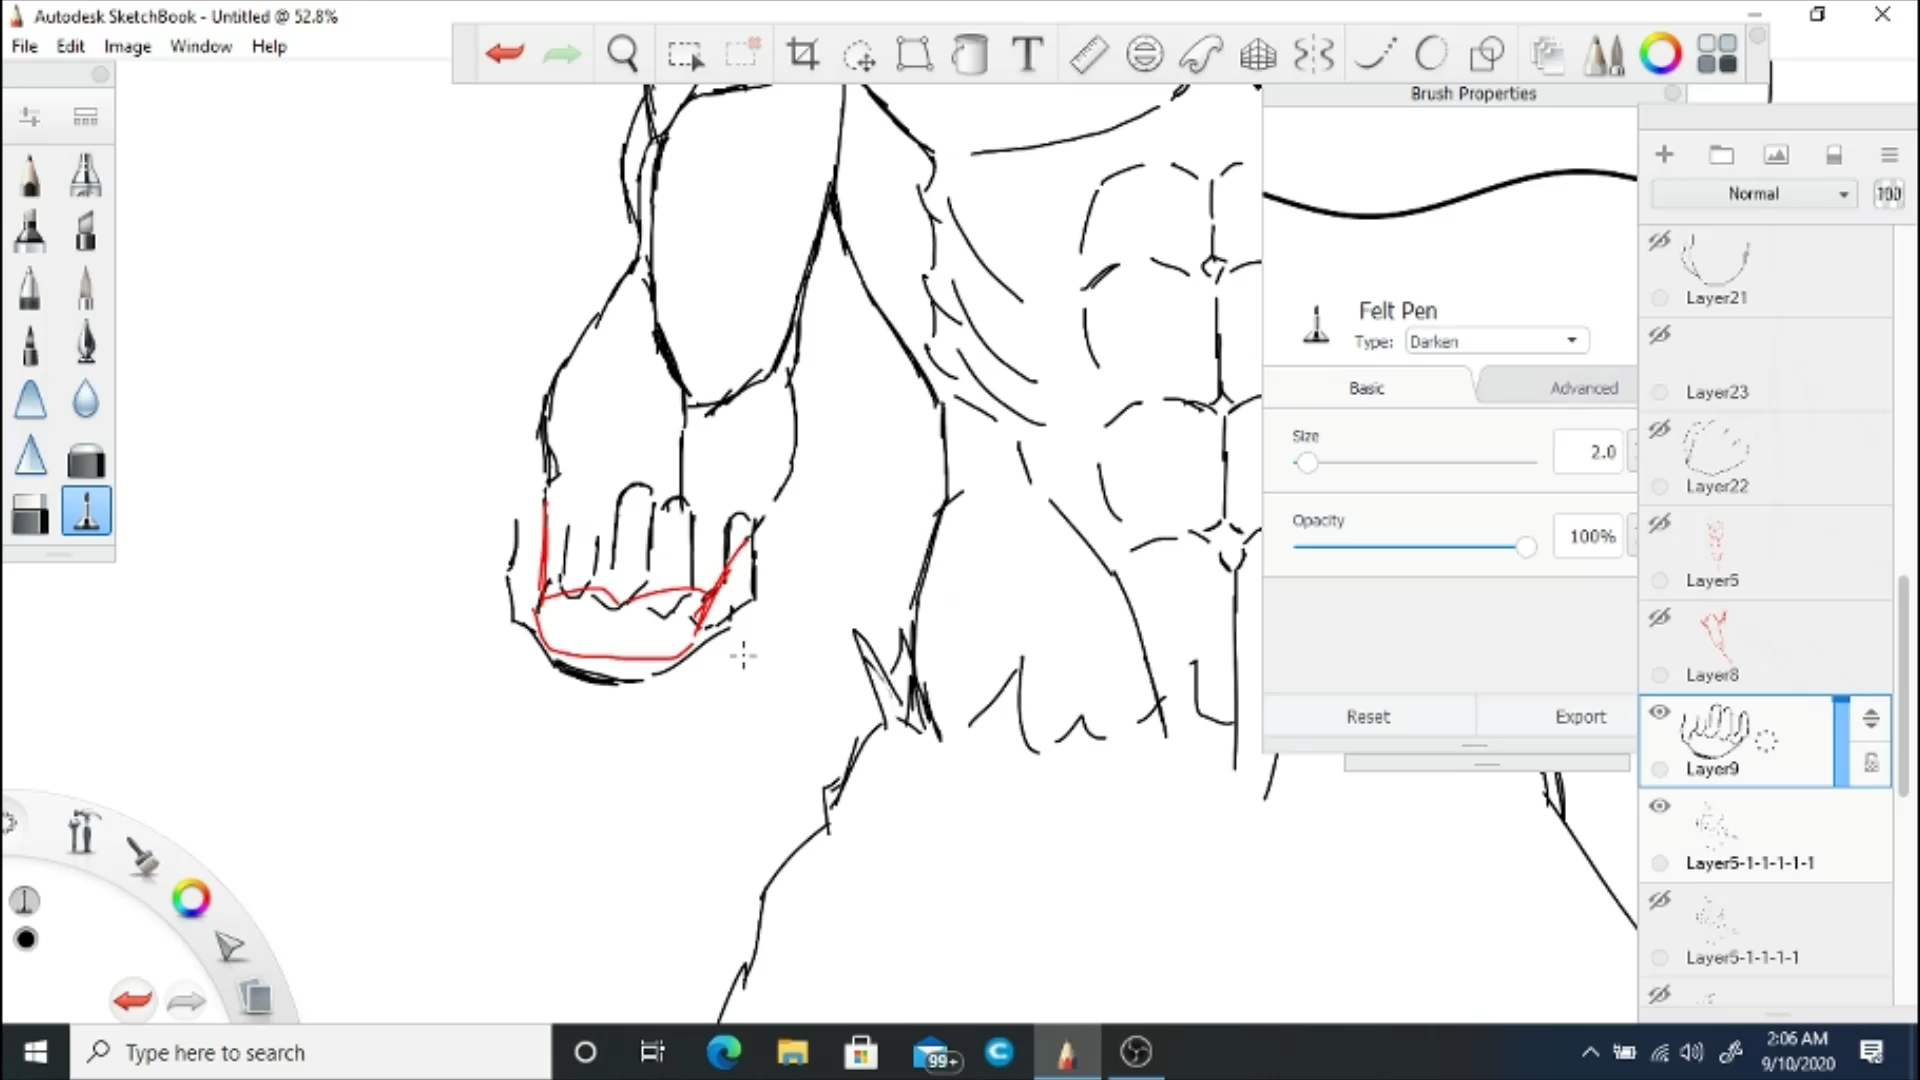 Autodesk SketchBook - Untitled @ 52.8%
File Edit Image Window Help
T
Brush Properties
Normal
100
Layer21
Felt Pen
Type: Darken
Basic
Advanced
Layer23
Size
2.0
Layer22
Opacity
100%
Layer5
Layer8
Reset
Export
Layer9
Layer5-1-1-1-1-1
Layer5-1-1-1-1
Type here to search
99+
2:06 AM
9/10/2020